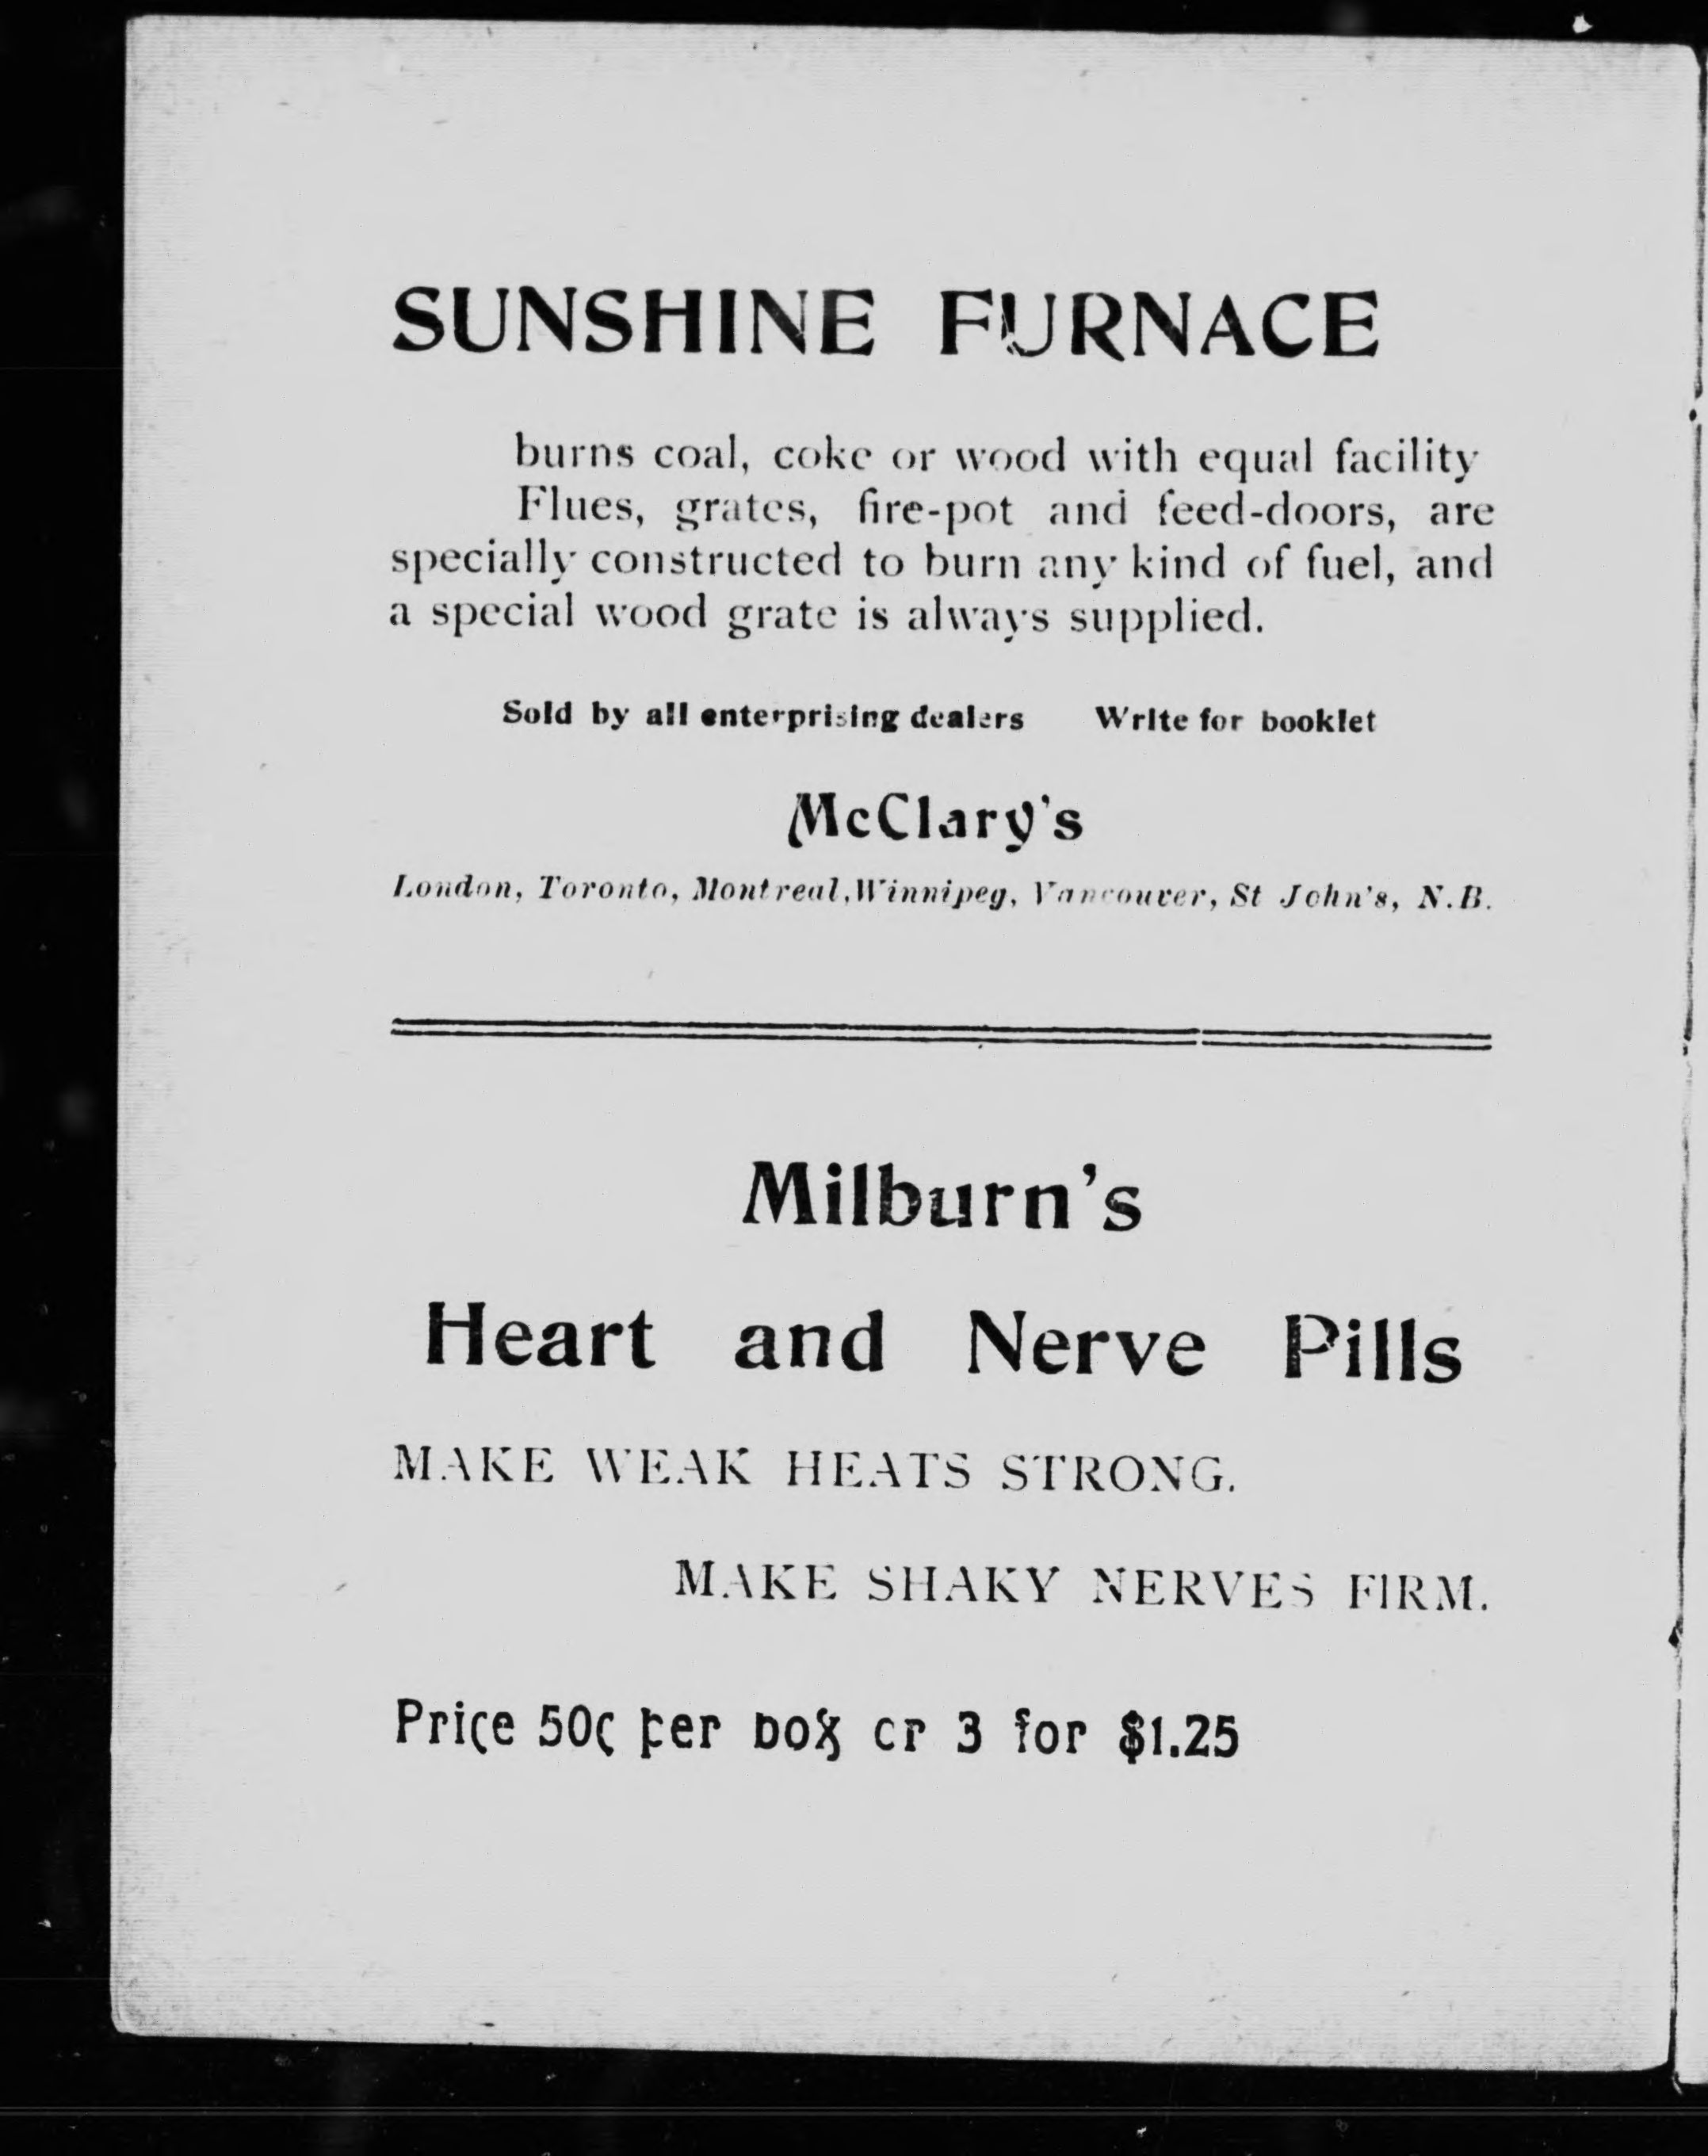 SUNSHINE FURNACE
burns coal, coke or wood with equal facility
Flues, grates, fire-pot and feed-doors, are
specially constructed to burn any kind of fuel, and
a special wood grate is always supplied.
Sold by all enterprising dealers Write for booklet
McClary's
London, Toronto, Montreal, Winnipeg, Vancouver, St John's, N.B.
Milburn's
Heart and Nerve Pills
MAKE WEAK HEATS STRONG.
MAKE SHAKY NERVES FIRM.
Price 50c per box or 3 for $1.25